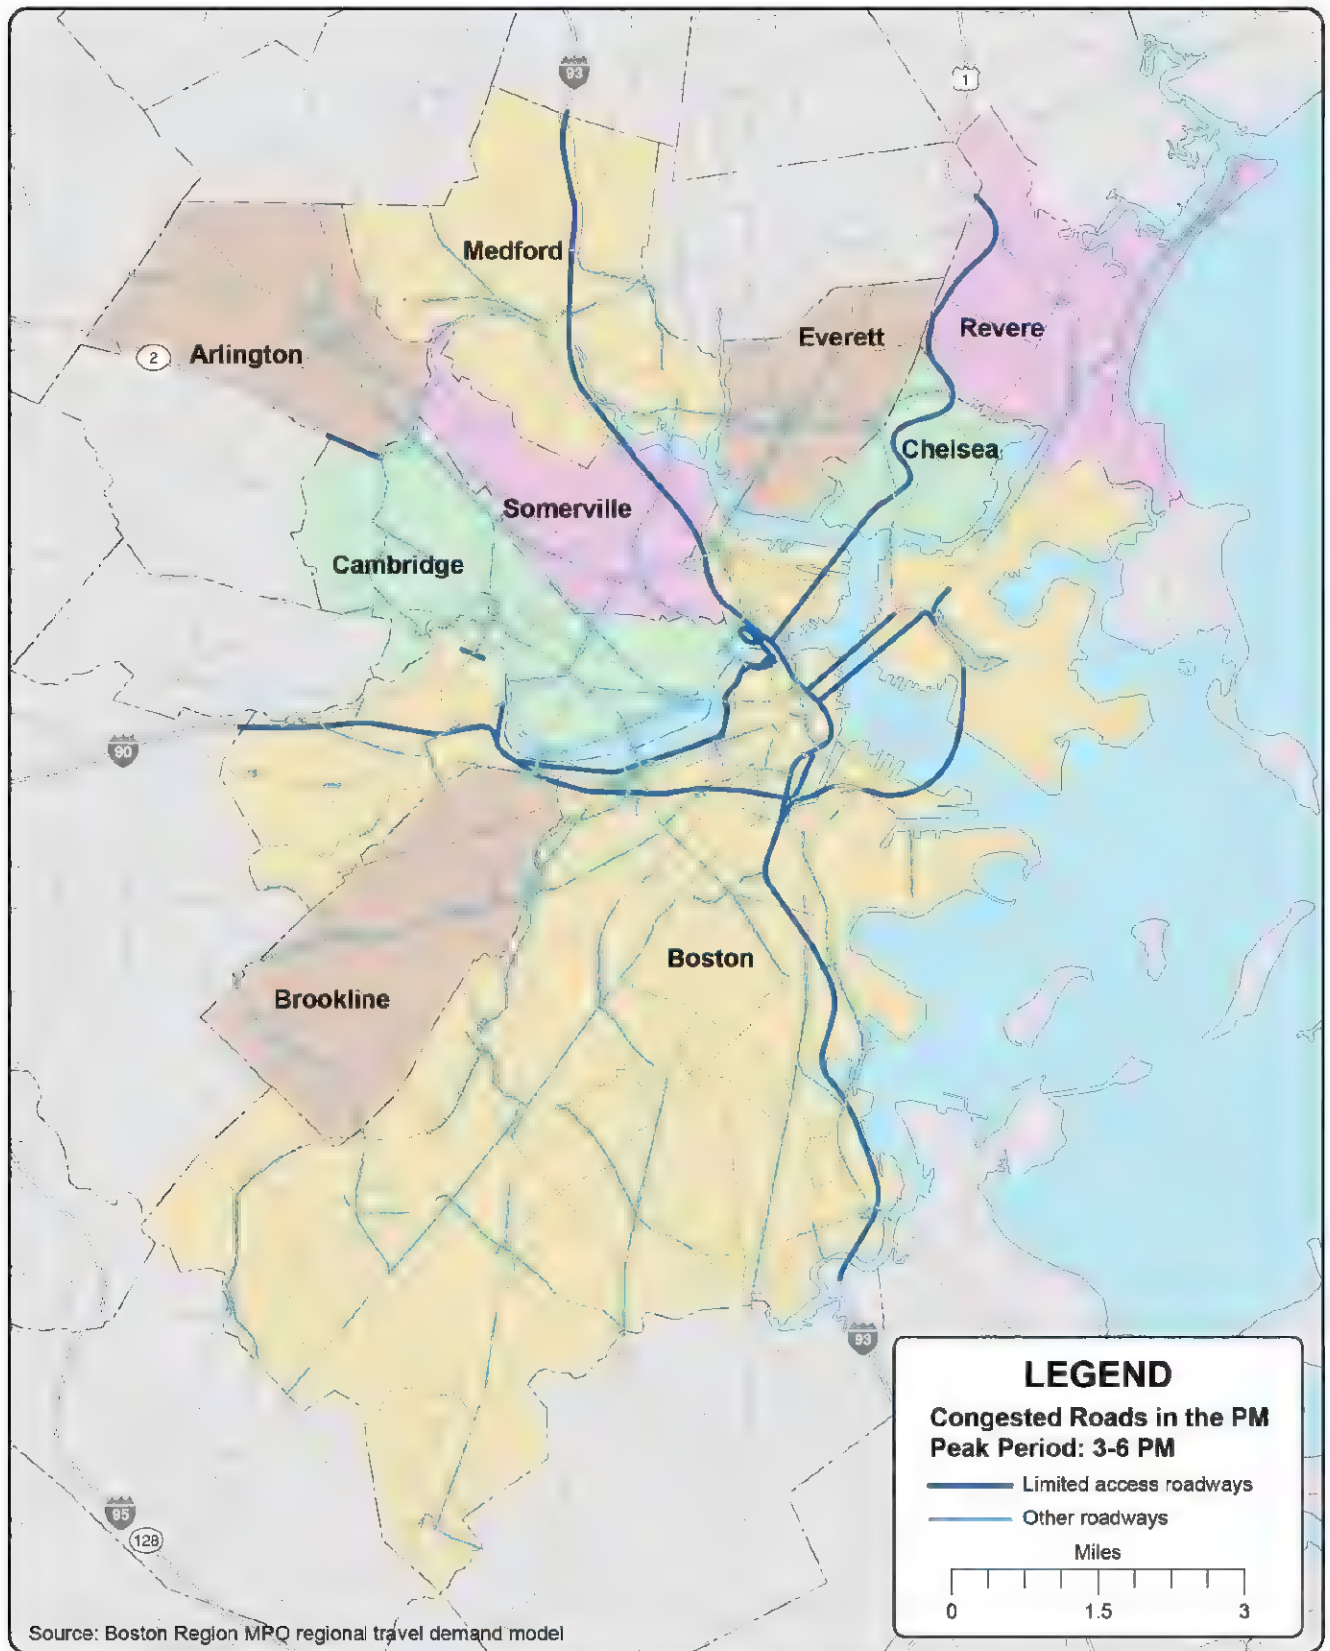 93
1
Medford
Everett
Revere
2
Arlington
Chelsea
Somerville
Cambridge
90
Boston
Brookline
93
LEGEND
Congested Roads in the PM
Peak Period: 3-6 PM
Limited access roadways
Other roadways
Miles
0 1.5 3
95
128
Source: Boston Region MPO regional travel demand model